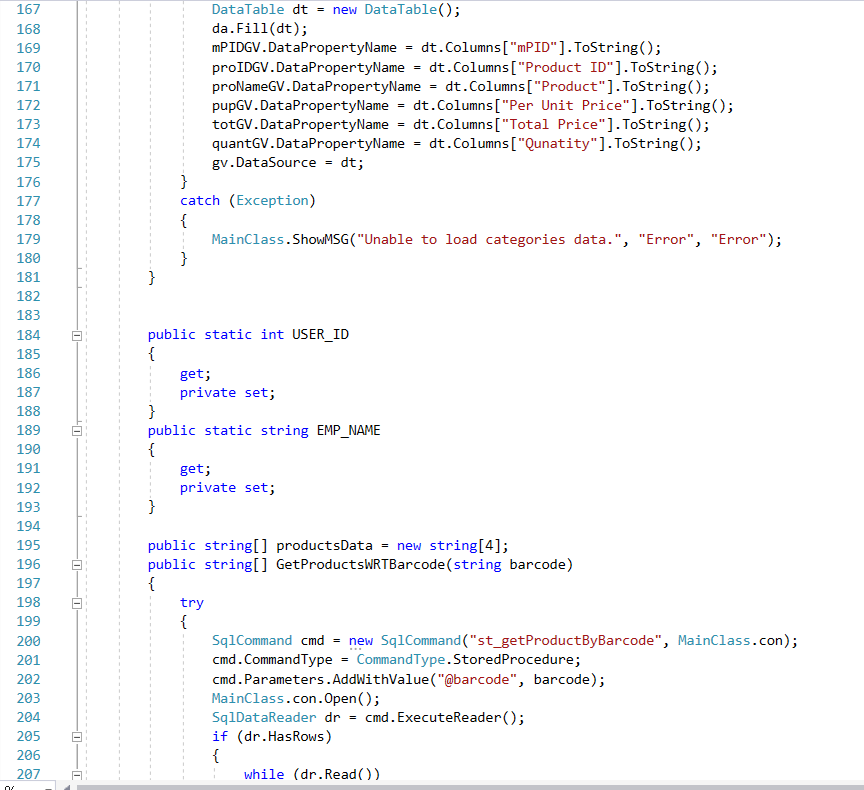 167 DataTable dt = new DataTable();
168 da.Fill(dt);
169 mPIDGV.DataPropertyName = dt.Columns["mPID"].ToString();
170 proIDGV.DataPropertyName = dt.Columns["Product ID"].ToString();
171 proNameGV.DataPropertyName = dt.Columns["Product"].ToString();
172 pupGV.DataPropertyName = dt.Columns["Per Unit Price"].ToString();
173 totGV.DataPropertyName = dt.Columns["Total Price"].ToString();
174 quantGV.DataPropertyName = dt.Columns["Qunatity"].ToString();
175 gv.DataSource = dt;
176 }
177 catch (Exception)
178 {
179 MainClass.ShowMSG("Unable to load categories data.", "Error", "Error");
180 }
181 }
182
183
184 public static int USER_ID
185 {
186 get;
187 private set;
188 }
189 public static string EMP_NAME
190 {
191 get;
192 private set;
193 }
194
195 public string[] productsData = new string[4];
196 public string[] GetProductsWRTBarcode(string barcode)
197 {
198 try
199 {
200 SqlCommand cmd = new SqlCommand("st_getProductByBarcode", MainClass.con);
201 cmd.CommandType = CommandType.StoredProcedure;
202 cmd.Parameters.AddWithValue("@barcode", barcode);
203 MainClass.con.Open();
204 SqlDataReader dr = cmd.ExecuteReader();
205 if (dr.HasRows)
206 {
207 while (dr.Read())
%